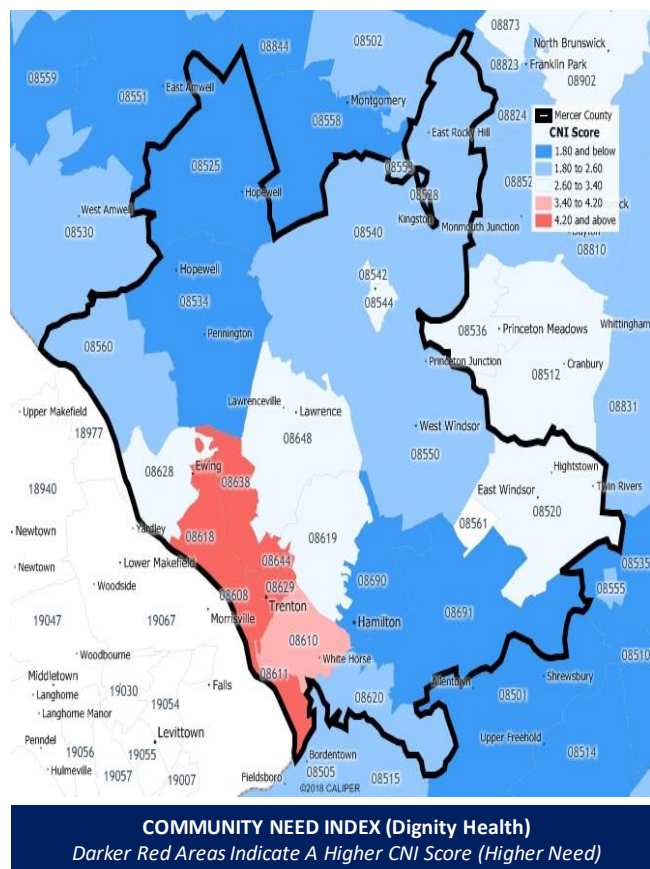 08873
08844
08502
North Brunswick
08823
Franklin Park
08902
08559
08551
East Amwell
Montgomery
08558
08824
Mercer County
CNI Score
1.80 and below
1.80 to 2.60
2.60 to 3.40
3.40 to 4.20
4.20 and above
East Rocky Hill
08525
08553
08528
0852
Hopewell
West Amwell
08530
Kingston
08540
Monmouth Junction
08810
Hopewell
08542
08534
08544
08536
Princeton Meadows
Whittingham
Pennington
08560
Princeton Junction
Cranbury
08512
Lawrenceville
Lawrence
Upper Makefield
08831
18977
08648
West Windsor
08550
08628
Ewing
08638
Hightstown
East Windsor
Twin Rivers
18940
08520
08561
Newtown
Yardley
08618
08619
Lower Makefield
08644
08535
Newtown
08690
08629
08555
Woodside
08608
Trenton
08691
Morrisville
19047
19067
Hamilton
08610
Woodbourne
White Horse
08510
Middletown
08611
Allentown
Shrewsbury
19030
Falls
08620
08501
Langhorne
19054
Langhorne Manor
Levittown
Upper Freehold
Penndel
19056
19055
Bordentown
08514
Hulmeville
19057
19007
Fieldsboro
08505
08515
©2018 CALIPER
COMMUNITY NEED INDEX (Dignity Health)
Darker Red Areas Indicate A Higher CNI Score (Higher Need)